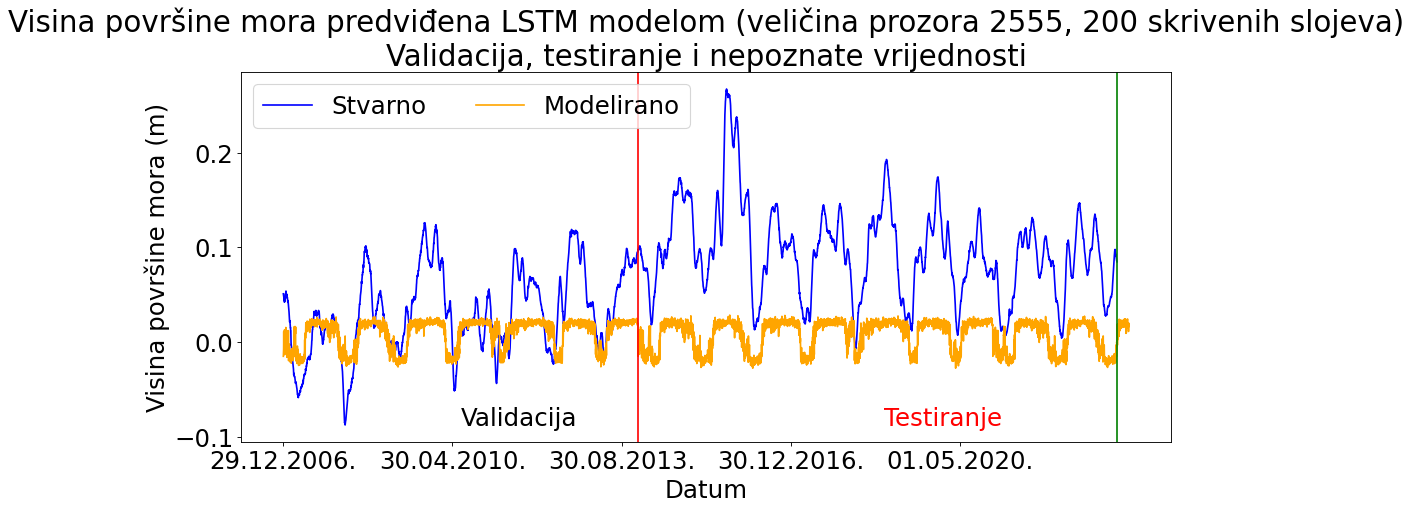 Visina površine mora predviđena LSTM modelom (veličina prozora 2555, 200 skrivenih slojeva)
Validacija, testiranje i nepoznate vrijednosti
Stvarno Modelirano
Visina površine mora (m)
0.2
0.1
0.0
−0.1
Validacija Testiranje
29.12.2006. 30.04.2010. 30.08.2013. 30.12.2016. 01.05.2020.
Datum